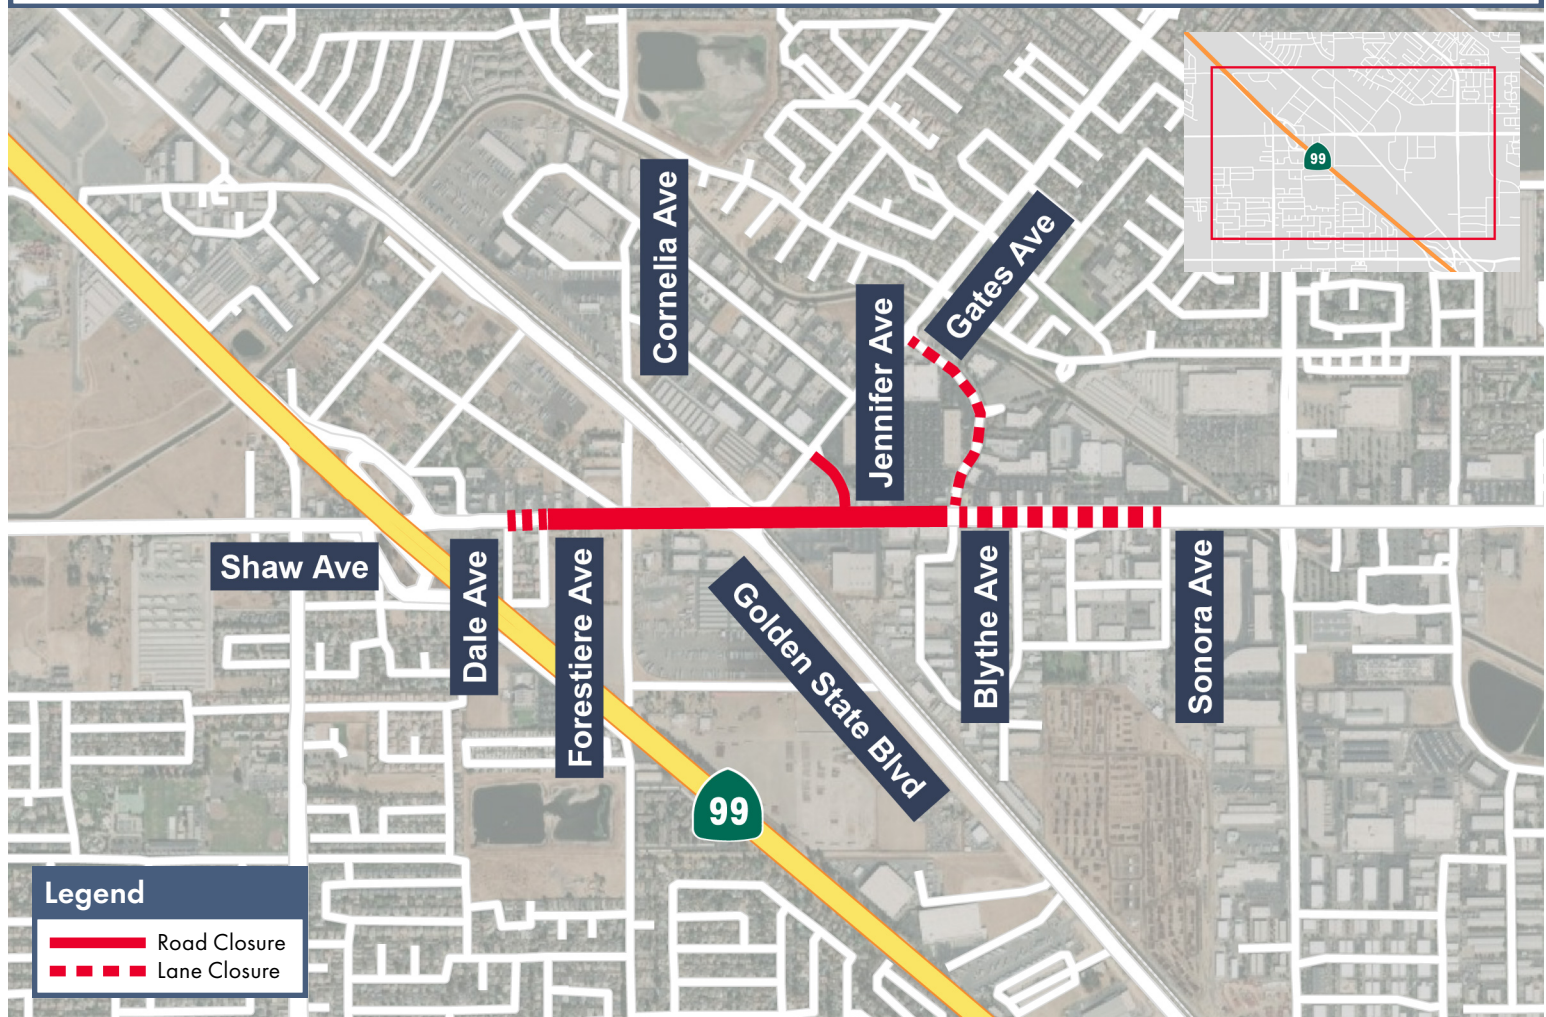 99
Cornelia Ave
Gates Ave
Jennifer Ave
Shaw Ave
Dale Ave
Forestiere Ave
Golden State Blvd
Blythe Ave
Sonora Ave
99
Legend
Road Closure
Lane Closure